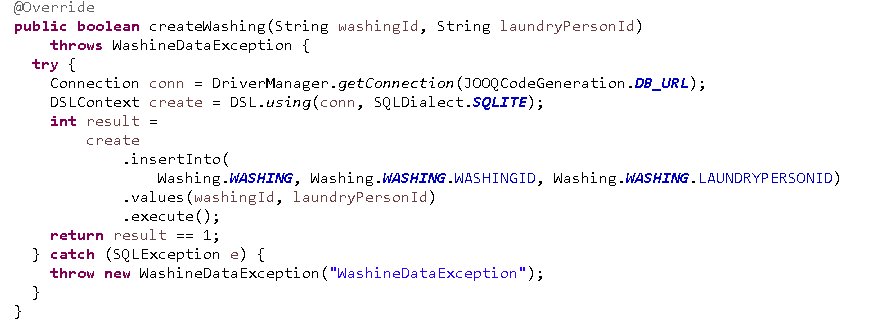 @Override
public boolean createWashing(String washingId, String laundryPersonId)
    throws WashineDataException {
  try {
    Connection conn = DriverManager.getConnection(JOOQCodeGeneration.DB_URL);
    DSLContext create = DSL.using(conn, SQLDialect.SQLITE);
    int result =
        create
            .insertInto(
                Washing.WASHING, Washing.WASHING.WASHINGID, Washing.WASHING.LAUNDRYPERSONID)
            .values(washingId, laundryPersonId)
            .execute();
    return result == 1;
  } catch (SQLException e) {
    throw new WashineDataException("WashineDataException");
  }
}